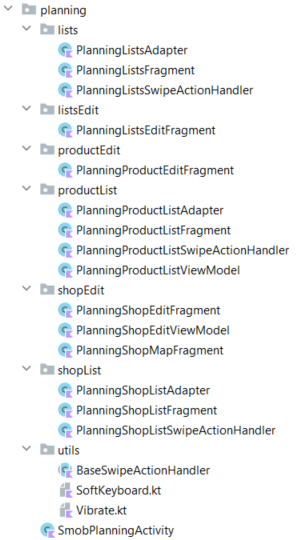 planning
lists
PlanningListsAdapter
PlanningListsFragment
PlanningListsSwipeActionHandler
listsEdit
PlanningListsEditFragment
productEdit
PlanningProductEditFragment
productList
PlanningProductListAdapter
PlanningProductListFragment
PlanningProductListSwipeActionHandler
PlanningProductListViewModel
shopEdit
PlanningShopEditFragment
PlanningShopEditViewModel
PlanningShopMapFragment
shopList
PlanningShopListAdapter
PlanningShopListFragment
PlanningShopListSwipeActionHandler
utils
BaseSwipeActionHandler
SoftKeyboard.kt
Vibrate.kt
SmobPlanningActivity